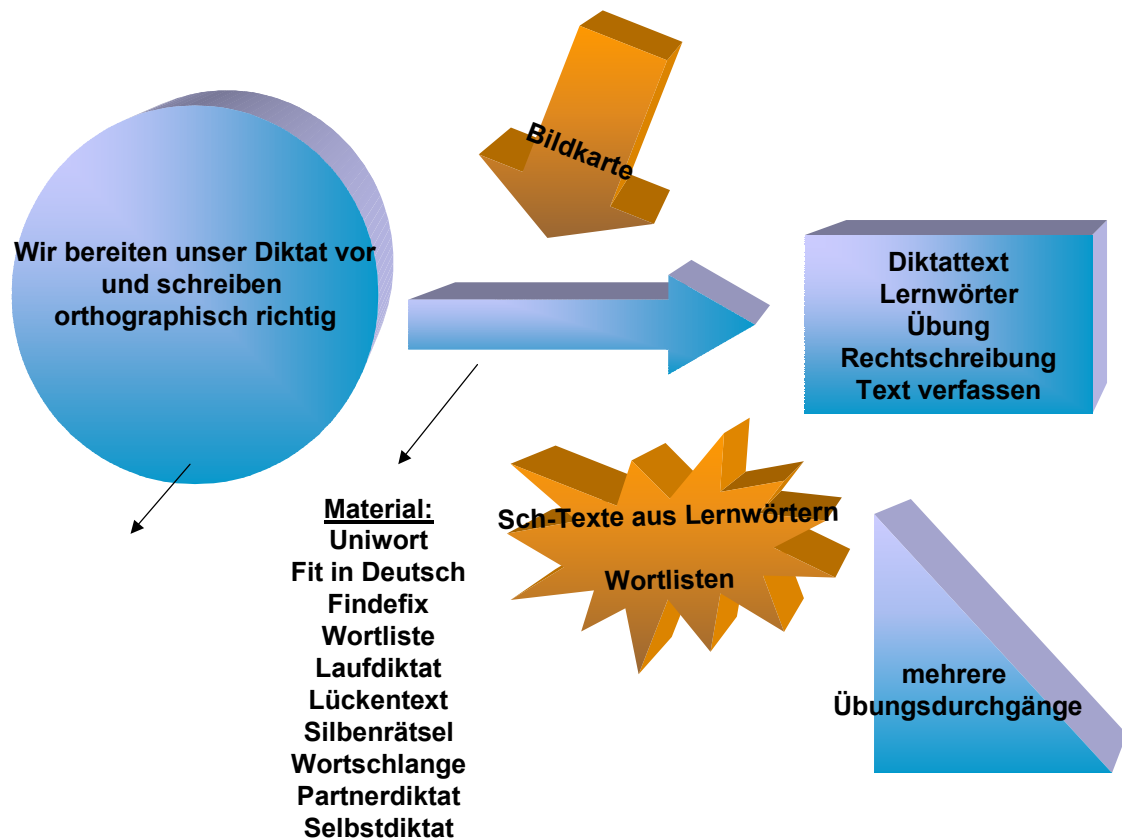 Bildkarte
Wir bereiten unser Diktat vor
und schreiben
orthographisch richtig
Diktattext
Lernwörter
Übung
Rechtschreibung
Text verfassen
Material:
Uniwort
Fit in Deutsch
Findefix
Wortliste
Laufdiktat
Lückentext
Silbenrätsel
Wortschlange
Partnerdiktat
Selbstdiktat
Sch-Texte aus Lernwörtern
Wortlisten
mehrere
Übungsdurchgänge